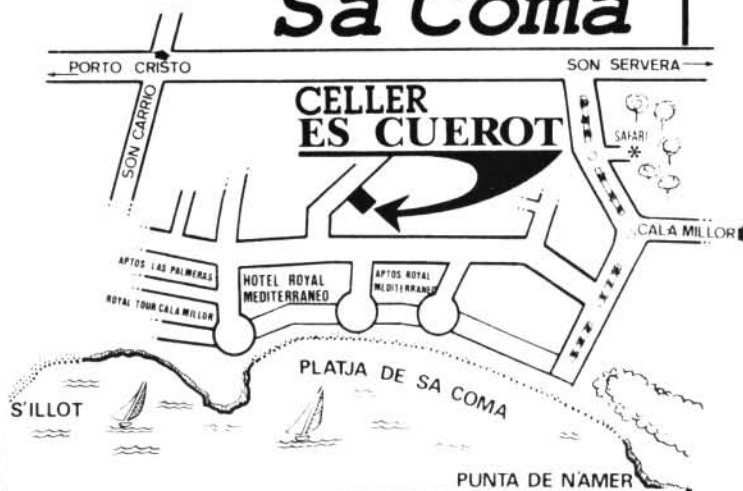 Sa Coma
PORTO CRISTO
SON SERVERA
SON CARRIO
CELLER
ES CUEROT
SAFARI
CALA MILLOR
APTOS LAS PALMERAS
HOTEL ROYAL
MEDITERRANEO
APTOS ROYAL
MEDITERRANEO
ROYAL TOUR CALA MILLOR
PLATJA DE SA COMA
S'ILLOT
PUNTA DE N'AMER